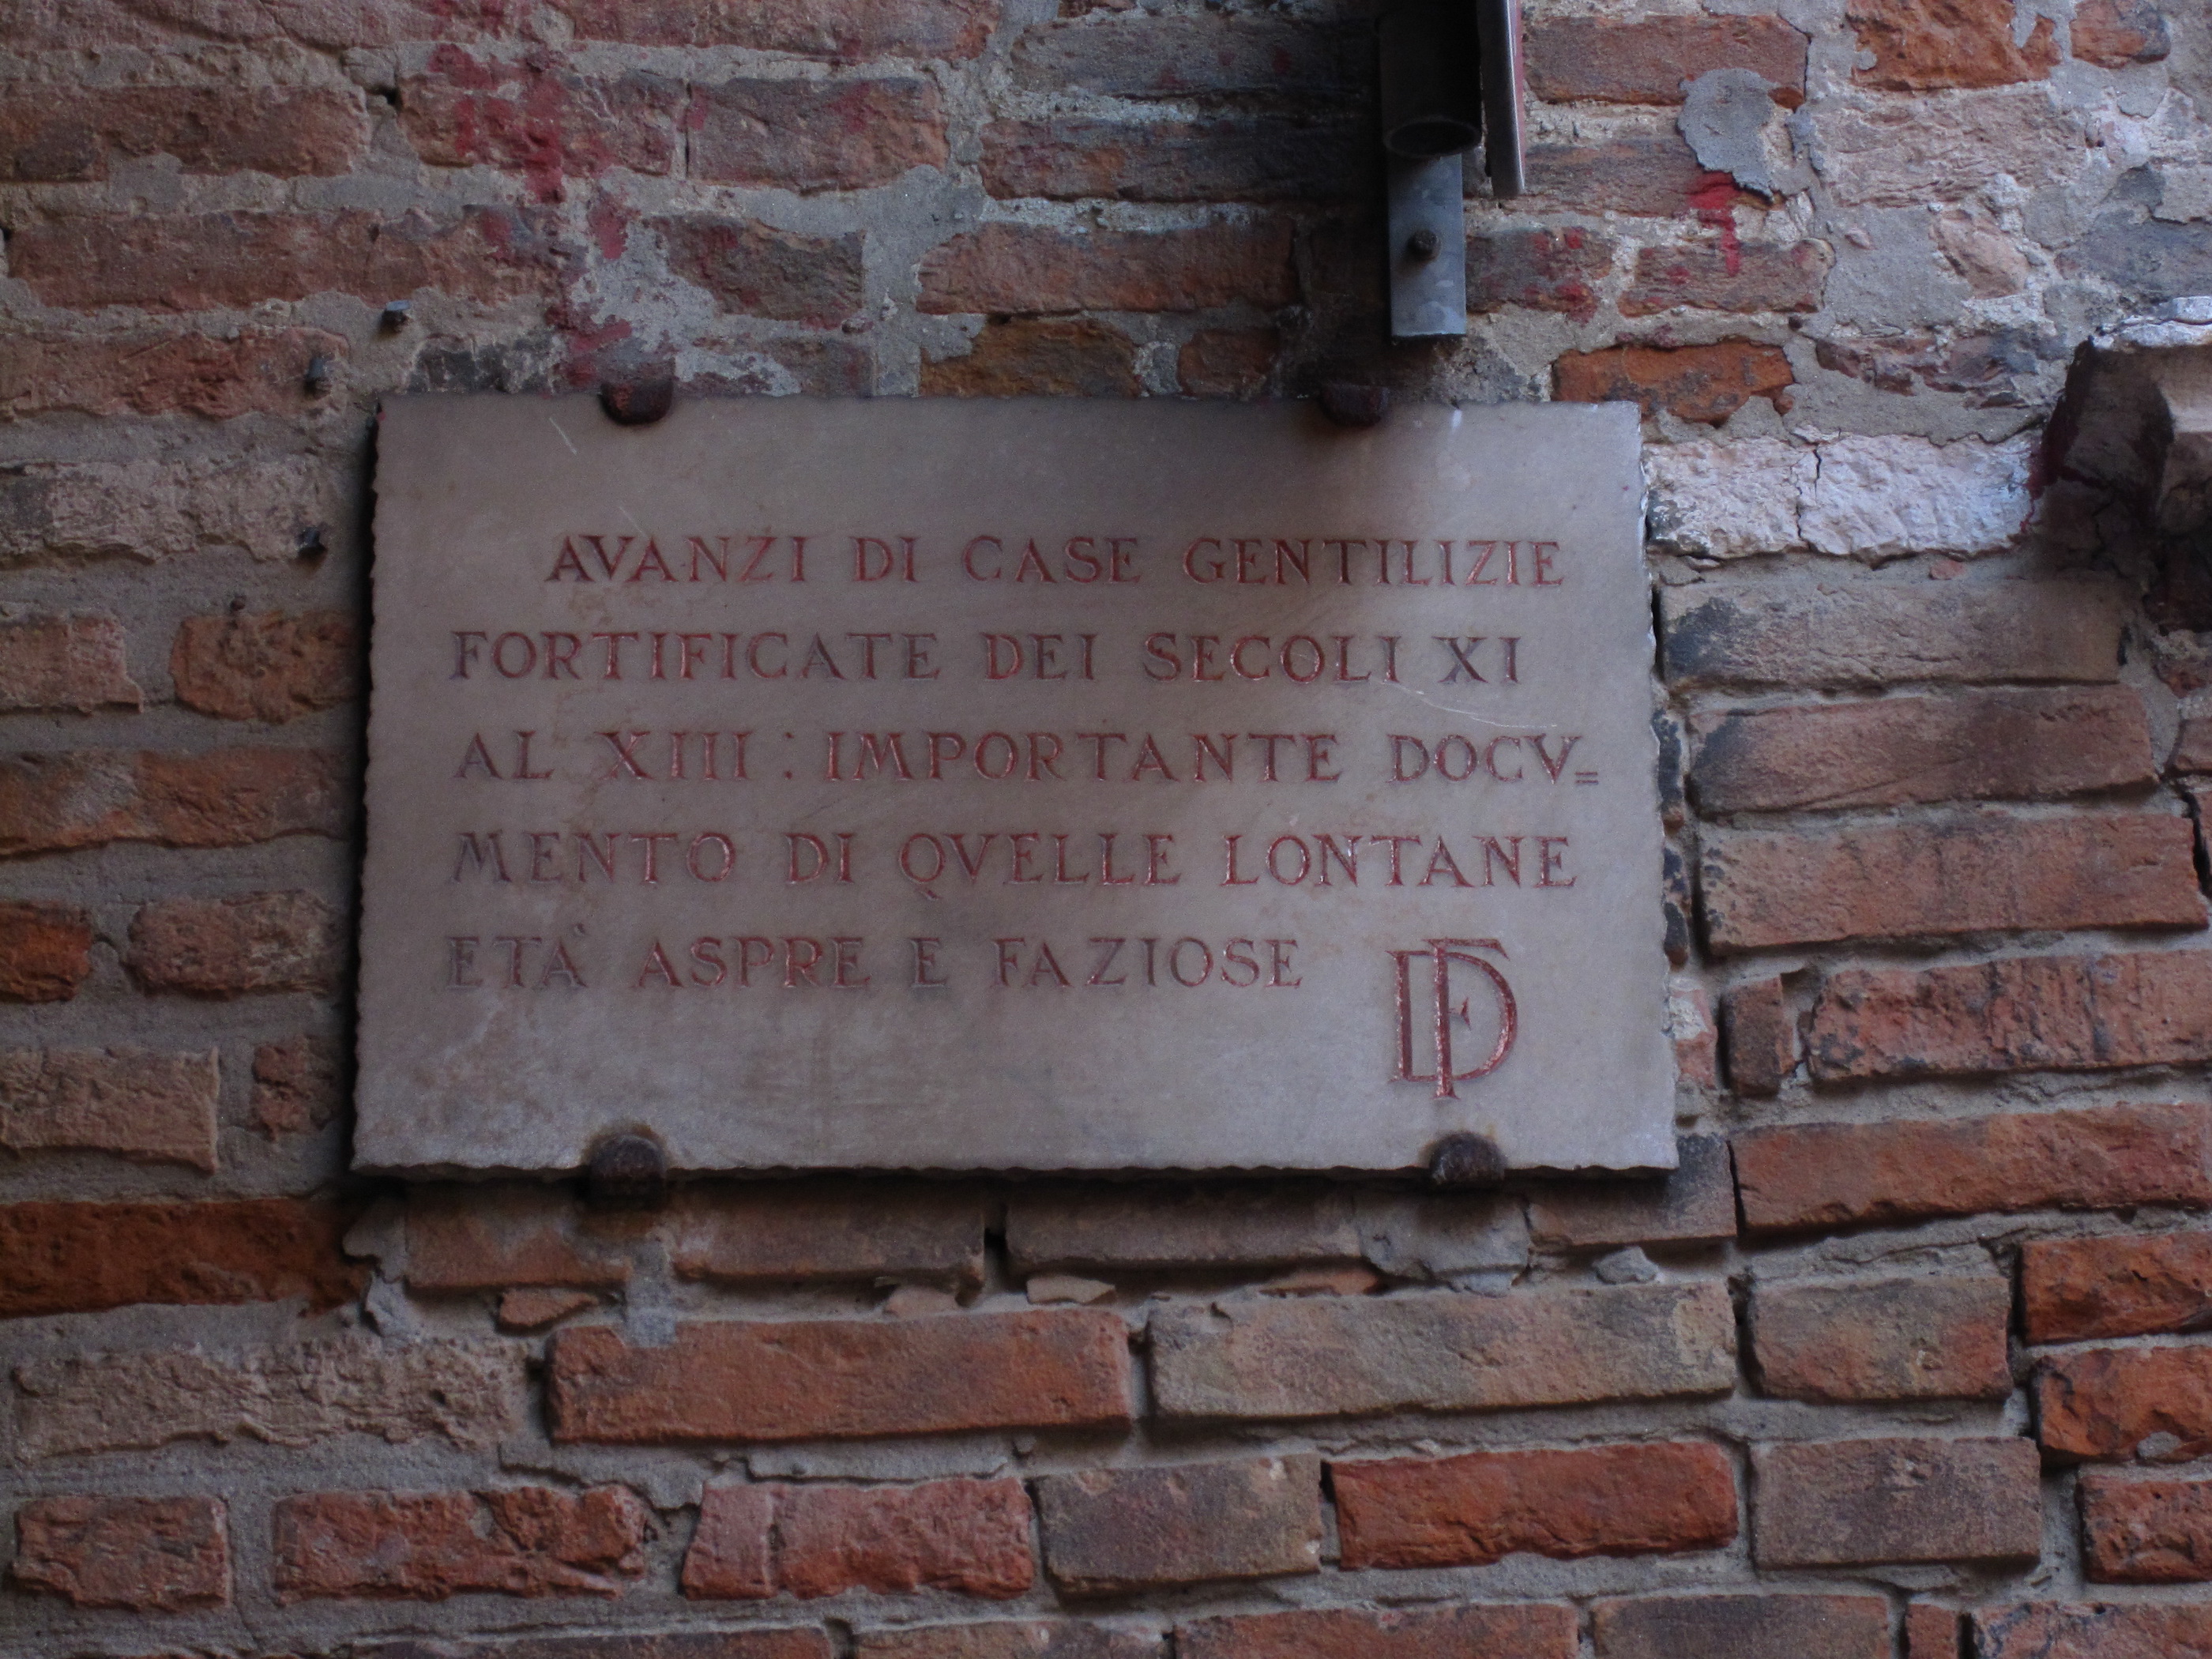 AVANZI DI CASE GENTILIZIE
FORTIFICATE DEI SECOLI XI
AL XIII : IMPORTANTE DOCV=
MENTO DI QVELLE LONTANE
ETÀ ASPRE E FAZIOSE
DF